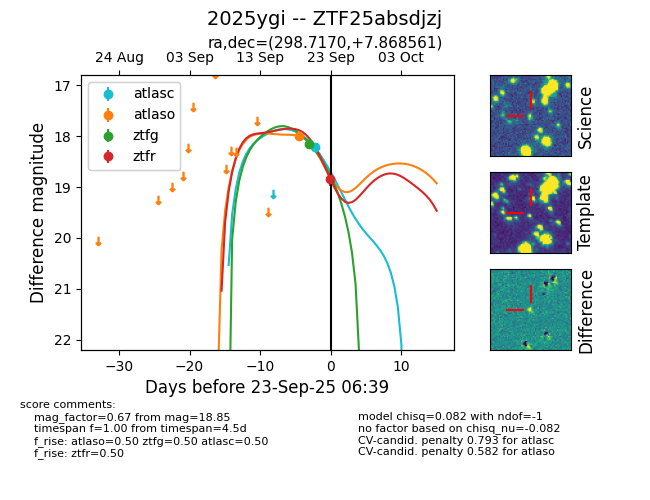 2025ygi -- ZTF25absdjzj
ra,dec=(298.7170,+7.868561)
24 Aug 03 Sep 13 Sep 23 Sep 03 Oct
17
18
19
20
21
22
Difference magnitude
atlasc
atlaso
ztfg
ztfr
−30 −20 −10 0 10
Days before 23-Sep-25 06:39
Science
Template
Difference
score comments:
mag_factor=0.67 from mag=18.85
timespan f=1.00 from timespan=4.5d
f_rise: atlaso=0.50 ztfg=0.50 atlasc=0.50
f_rise: ztfr=0.50
model chisq=0.082 with ndof=-1
no factor based on chisq_nu=-0.082
CV-candid. penalty 0.793 for atlasc
CV-candid. penalty 0.582 for atlaso